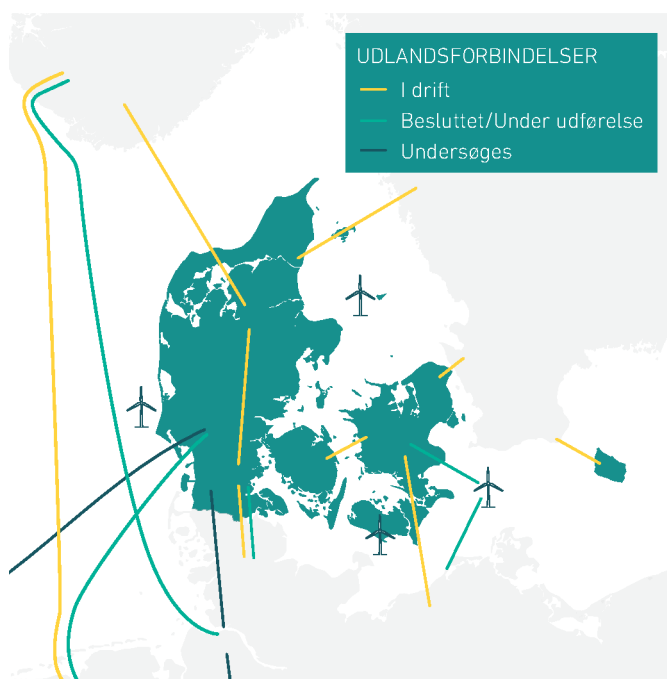 UDLANDSFORBINDELSER
I drift
Besluttet/Under udførelse
Undersøges